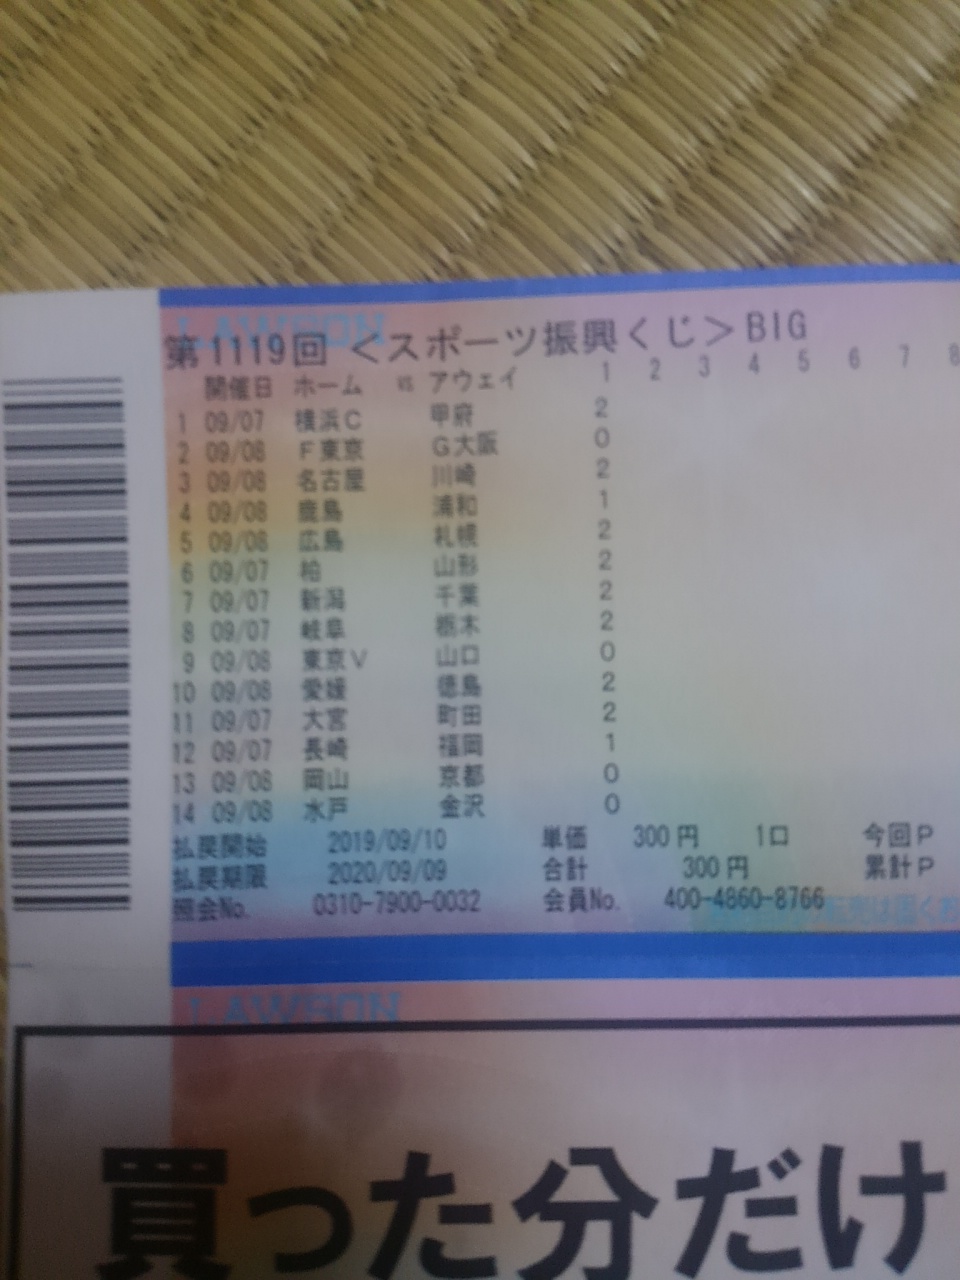 LAWSON
第1119回 <スポーツ振興くじ> BIG
開催日 ホーム vs アウェイ 1 2 3 4 5 6 7 8
1 09/07 横浜C 甲府 2
2 09/08 F東京 G大阪 0
3 09/08 名古屋 川崎 2
4 09/08 鹿島 浦和 1
5 09/08 広島 札幌 2
6 09/07 柏 山形 2
7 09/07 新潟 千葉 2
8 09/07 岐阜 栃木 2
9 09/08 東京V 山口 0
10 09/08 愛媛 徳島 2
11 09/07 大宮 町田 2
12 09/07 長崎 福岡 1
13 09/08 岡山 京都 0
14 09/08 水戸 金沢 0
払戻開始 2019/09/10 単価 300円 1口 今回P
払戻期限 2020/09/09 合計 300円 累計P
照会No. 0310-7900-0032 会員No. 400-4860-8766
転売は固くお
LAWSON
買った分だけ